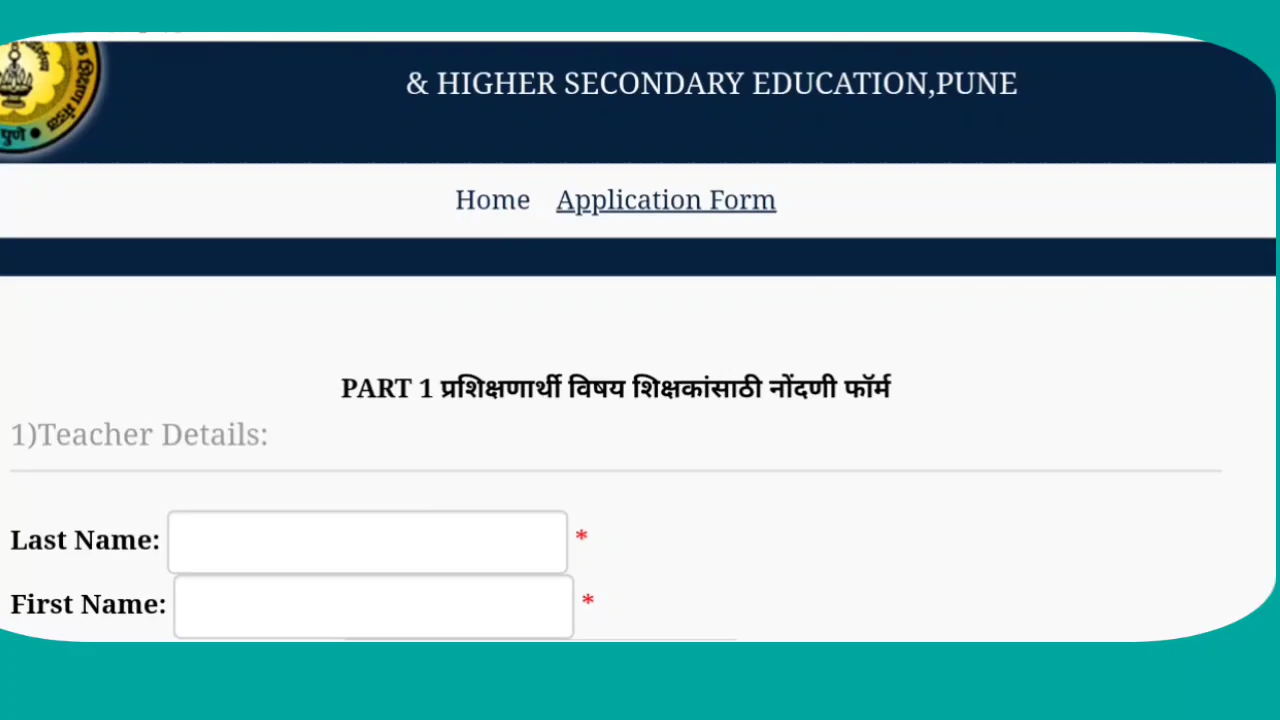 & HIGHER SECONDARY EDUCATION,PUNE
पुणे
Home Application Form
PART 1 प्रशिक्षणार्थी विषय शिक्षकांसाठी नोंदणी फॉर्म
1)Teacher Details:
Last Name: *
First Name: *